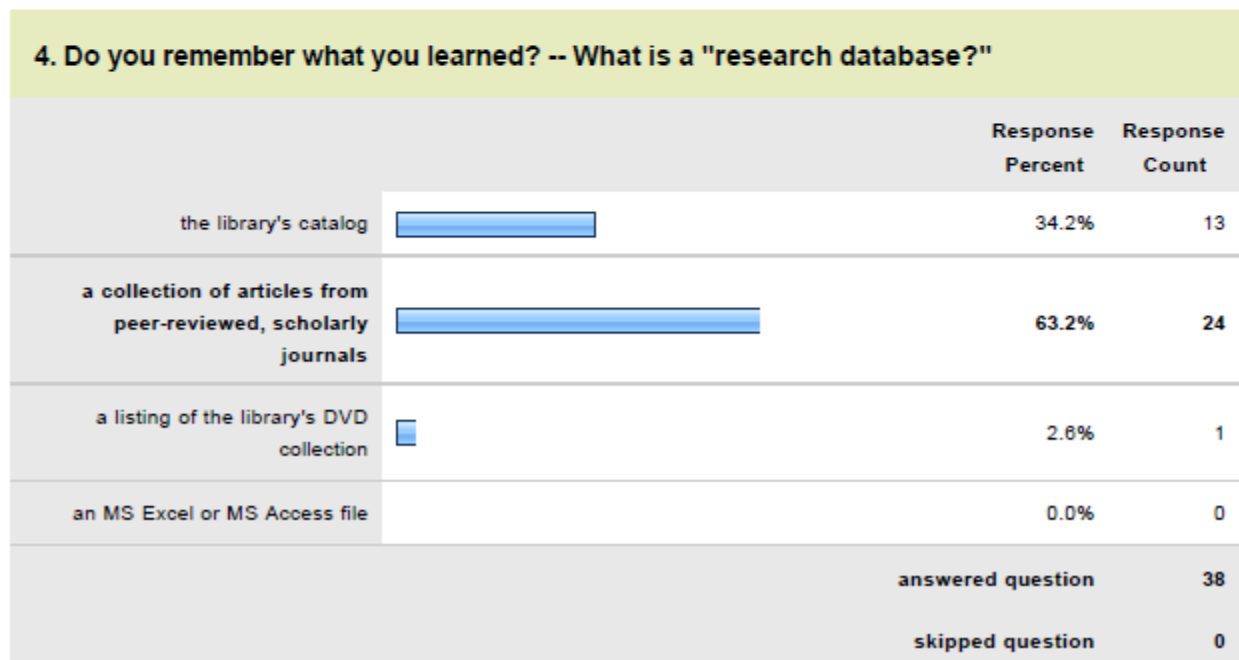 4. Do you remember what you learned? -- What is a "research database?"
Response Response
Percent Count
the library's catalog 34.2% 13
a collection of articles from
peer-reviewed, scholarly 63.2% 24
journals
a listing of the library's DVD
collection 2.6% 1
an MS Excel or MS Access file 0.0% 0
answered question 38
skipped question 0